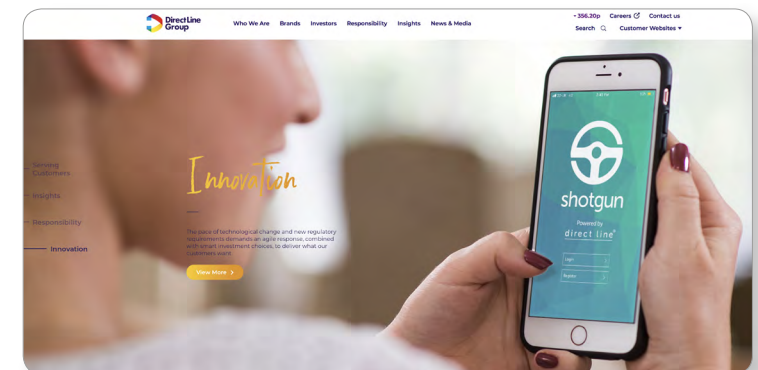 DirectLine
Group
Who We Are Brands Investors Responsibility Insights News & Media
356.20p Careers Contact us
Search Customer Websites
Serving
Customers
Insights
Responsibility
Innovation
Innovation
The pace of technological change and new regulatory
requirements demands an agile response, combined
with smart investment choices, to deliver what our
customers want.
View More >
shotgun
Powered by
direct line
Login
Register